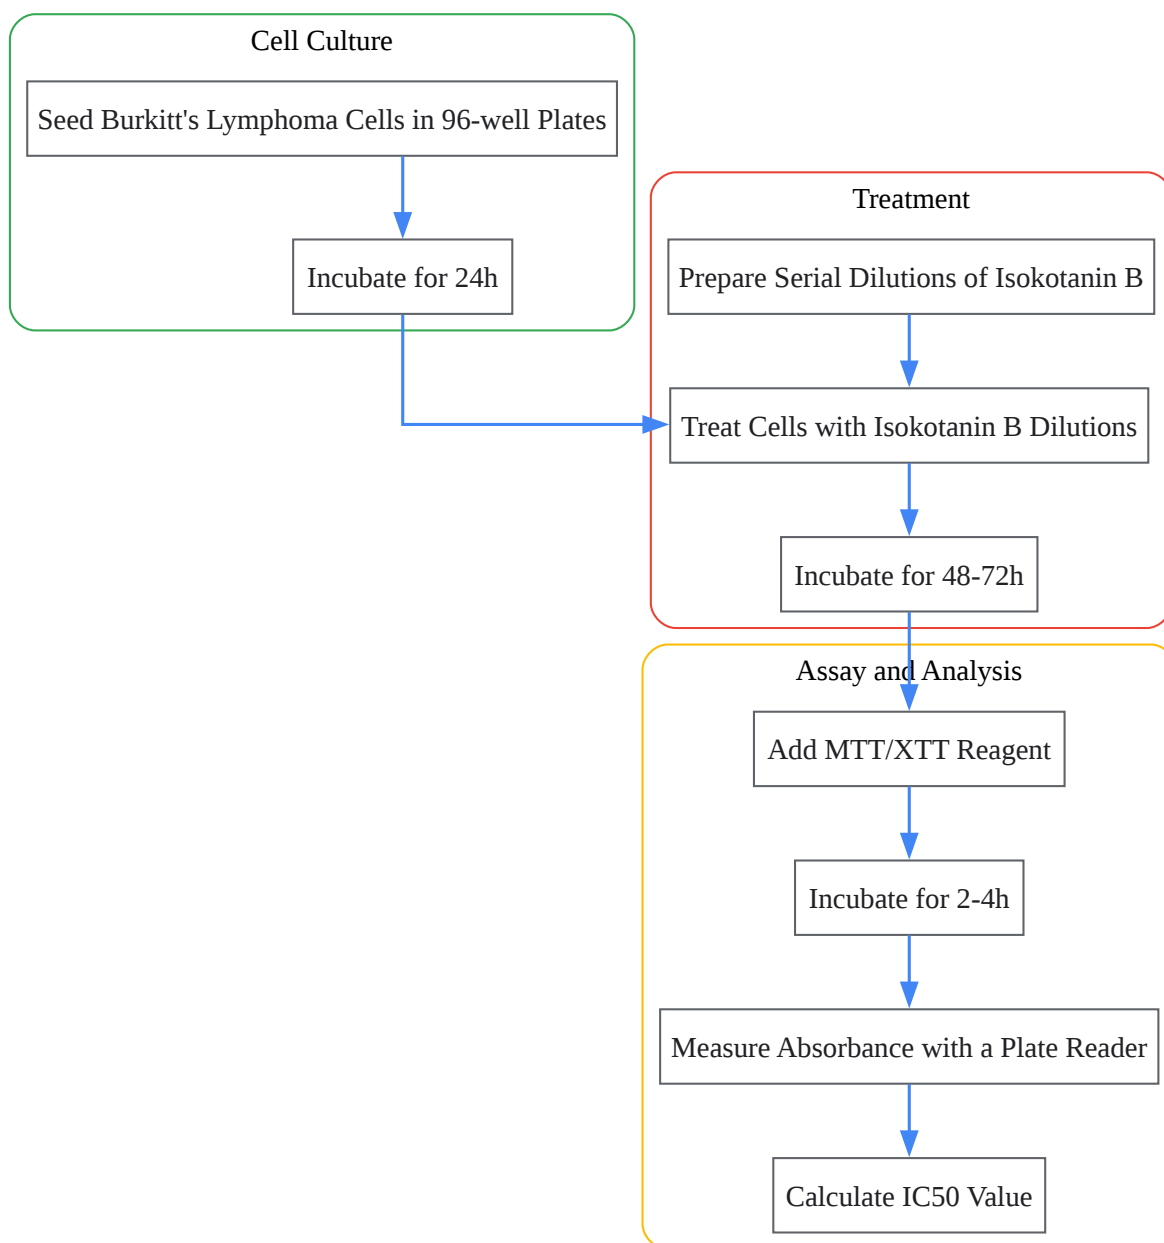 Cell Culture
Seed Burkitt's Lymphoma Cells in 96-well Plates
Incubate for 24h
Treatment
Prepare Serial Dilutions of Isokotanin B
Treat Cells with Isokotanin B Dilutions
Incubate for 48-72h
Assay and Analysis
Add MTT/XTT Reagent
Incubate for 2-4h
Measure Absorbance with a Plate Reader
Calculate IC50 Value